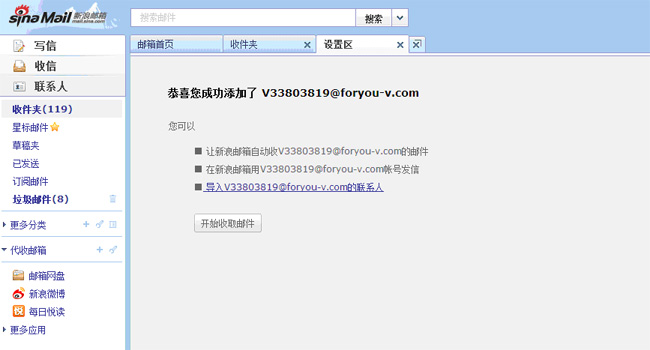 sina Mail 新浪邮箱
mail.sina.com
搜索邮件
搜索
写信
收信
联系人
收件夹(119)
星标邮件
草稿夹
已发送
订阅邮件
垃圾邮件(8)
更多分类
代收邮箱
邮箱网盘
新浪微博
每日悦读
更多应用
邮箱首页
收件夹
设置区
恭喜您成功添加了 V33803819@foryou-v.com
您可以
让新浪邮箱自动收V33803819@foryou-v.com的邮件
在新浪邮箱用V33803819@foryou-v.com帐号发信
导入V33803819@foryou-v.com的联系人
开始收取邮件